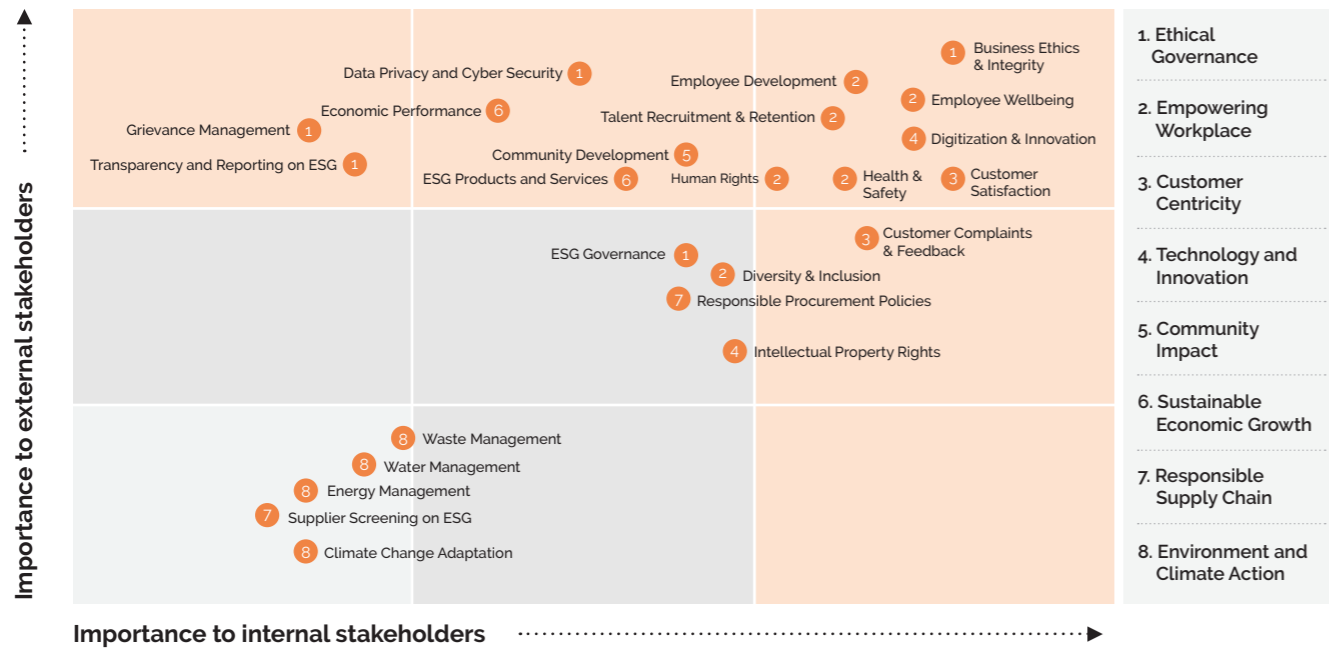 Importance to external stakeholders
1 Business Ethics
& Integrity
Data Privacy and Cyber Security 1
Employee Development 2
2 Employee Wellbeing
Economic Performance 6
Talent Recruitment & Retention 2
Grievance Management 1
4 Digitization & Innovation
Community Development 5
Transparency and Reporting on ESG 1
ESG Products and Services 6
Human Rights 2
2 Health &
Safety
3 Customer
Satisfaction
3 Customer Complaints
& Feedback
ESG Governance 1
2 Diversity & Inclusion
7 Responsible Procurement Policies
4 Intellectual Property Rights
8 Waste Management
8 Water Management
8 Energy Management
7 Supplier Screening on ESG
8 Climate Change Adaptation
Importance to internal stakeholders
1. Ethical
Governance
2. Empowering
Workplace
3. Customer
Centricity
4. Technology and
Innovation
5. Community
Impact
6. Sustainable
Economic Growth
7. Responsible
Supply Chain
8. Environment and
Climate Action